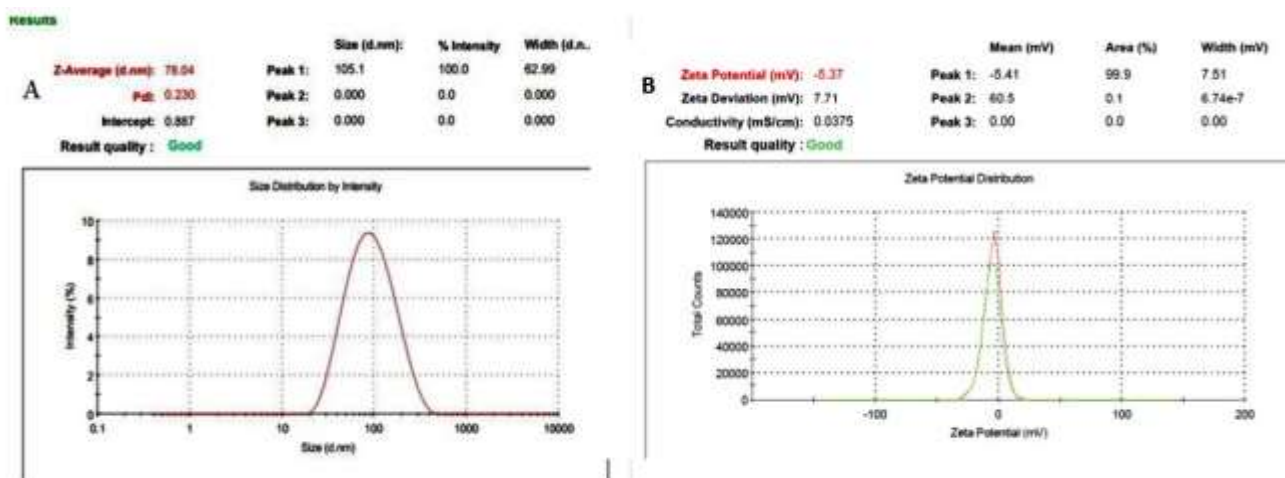 Results
Size (d.nm): % Intensity Width (d.n..
Z-Average (d.nm): 78.04 Peak 1: 105.1 100.0 62.99
A PdI: 0.230 Peak 2: 0.000 0.0 0.000
Intercept: 0.887 Peak 3: 0.000 0.0 0.000
Result quality : Good
Size Distribution by Intensity
10
8
6
4
2
0
Intensity (%)
0.1 1 10 100 1000 10000
Size (d.nm)
Mean (mV) Area (%) Width (mV)
Zeta Potential (mV): -5.37 Peak 1: -5.41 99.9 7.51
B Zeta Deviation (mV): 7.71 Peak 2: 60.5 0.1 6.74e-7
Conductivity (mS/cm): 0.0375 Peak 3: 0.00 0.0 0.00
Result quality : Good
Zeta Potential Distribution
140000
120000
100000
80000
60000
40000
20000
0
Total Counts
-100 0 100 200
Zeta Potential (mV)